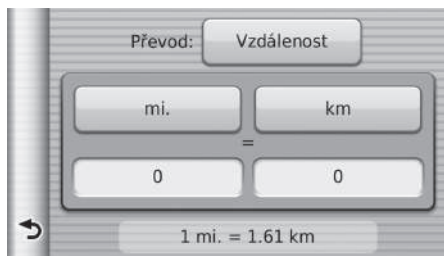 Převod: Vzdálenost
mi. km
=
0 0
1 mi. = 1.61 km